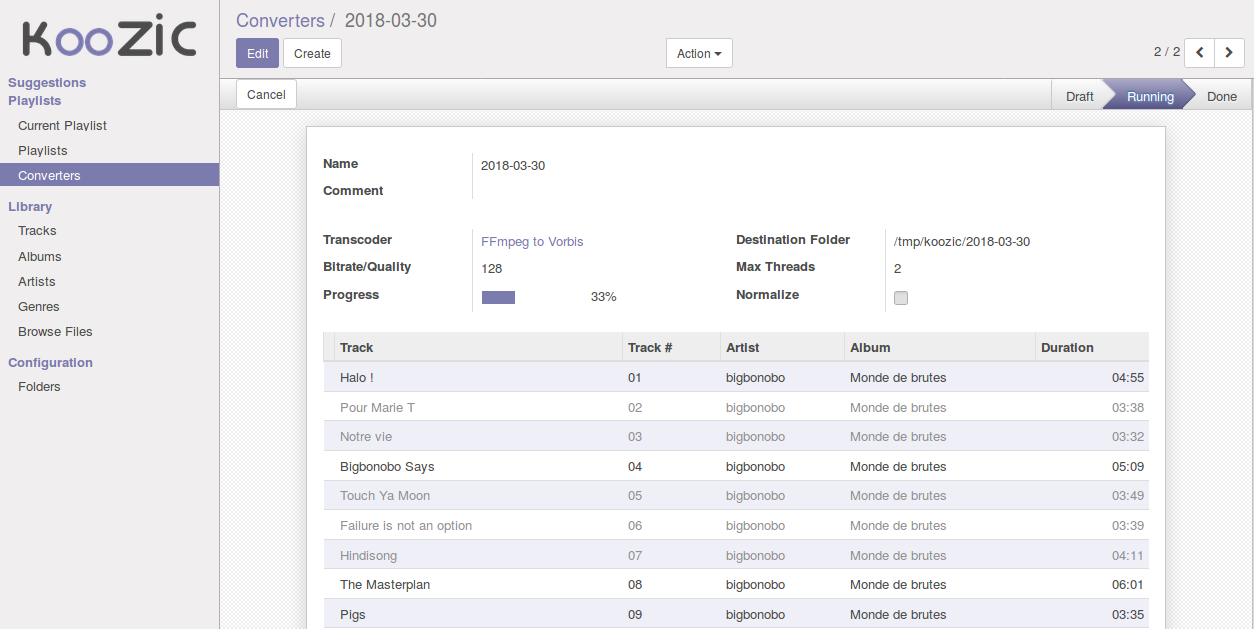 KooZic
Suggestions
Playlists
Current Playlist
Playlists
Converters
Library
Tracks
Albums
Artists
Genres
Browse Files
Configuration
Folders
Converters / 2018-03-30
Edit Create Action 2 / 2
Cancel Draft Running Done
Name 2018-03-30
Comment
Transcoder FFmpeg to Vorbis Destination Folder /tmp/koozic/2018-03-30
Bitrate/Quality 128 Max Threads 2
Progress 33% Normalize
Track Track # Artist Album Duration
Halo ! 01 bigbonobo Monde de brutes 04:55
Pour Marie T 02 bigbonobo Monde de brutes 03:38
Notre vie 03 bigbonobo Monde de brutes 03:32
Bigbonobo Says 04 bigbonobo Monde de brutes 05:09
Touch Ya Moon 05 bigbonobo Monde de brutes 03:49
Failure is not an option 06 bigbonobo Monde de brutes 03:39
Hindisong 07 bigbonobo Monde de brutes 04:11
The Masterplan 08 bigbonobo Monde de brutes 06:01
Pigs 09 bigbonobo Monde de brutes 03:35